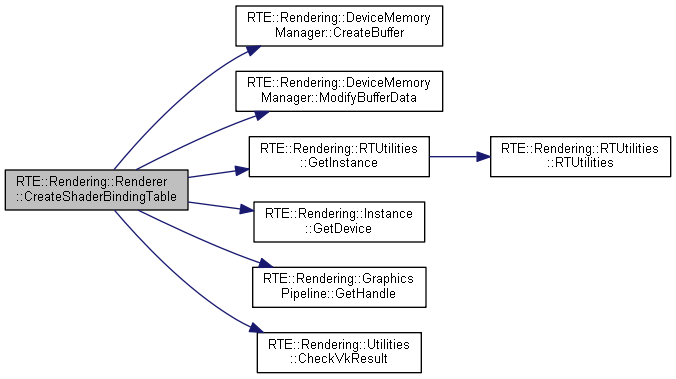 RTE::Rendering::DeviceMemory
Manager::CreateBuffer
RTE::Rendering::DeviceMemory
Manager::ModifyBufferData
RTE::Rendering::RTUtilities
::GetInstance
RTE::Rendering::RTUtilities
::RTUtilities
RTE::Rendering::Renderer
::CreateShaderBindingTable
RTE::Rendering::Instance
::GetDevice
RTE::Rendering::Graphics
Pipeline::GetHandle
RTE::Rendering::Utilities
::CheckVkResult